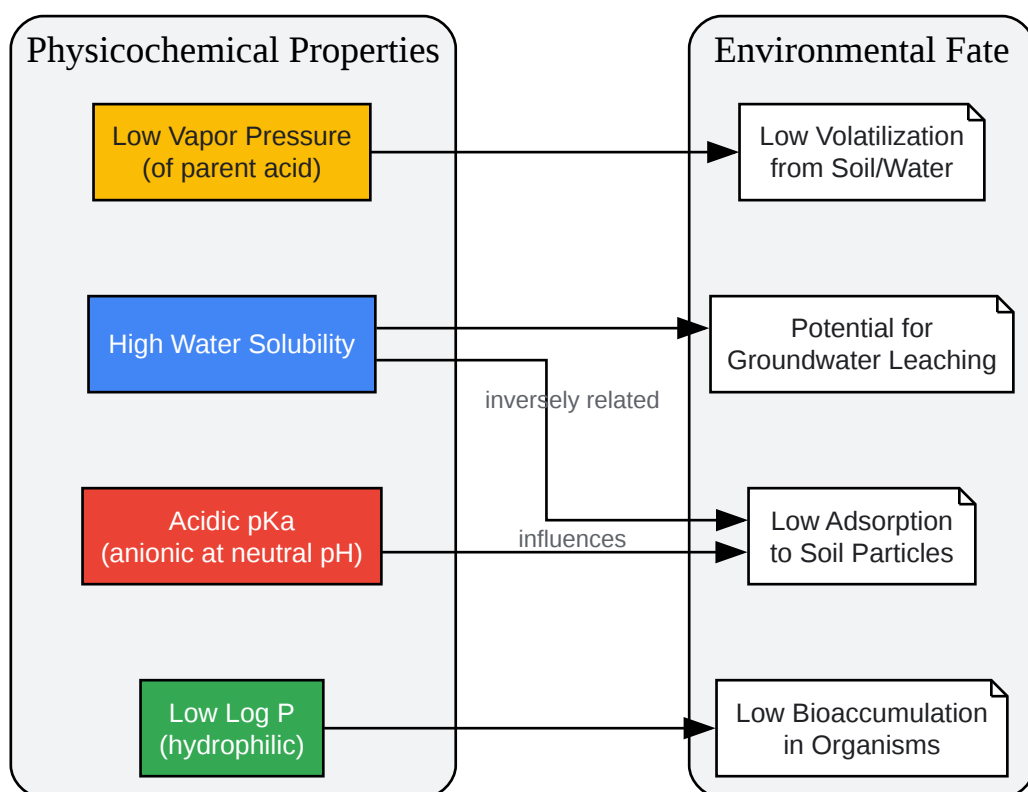 Physicochemical Properties
Environmental Fate
Low Vapor Pressure
(of parent acid)
Low Volatilization
from Soil/Water
High Water Solubility
Potential for
Groundwater Leaching
inversely related
Acidic pKa
(anionic at neutral pH)
influences
Low Adsorption
to Soil Particles
Low Log P
(hydrophilic)
Low Bioaccumulation
in Organisms